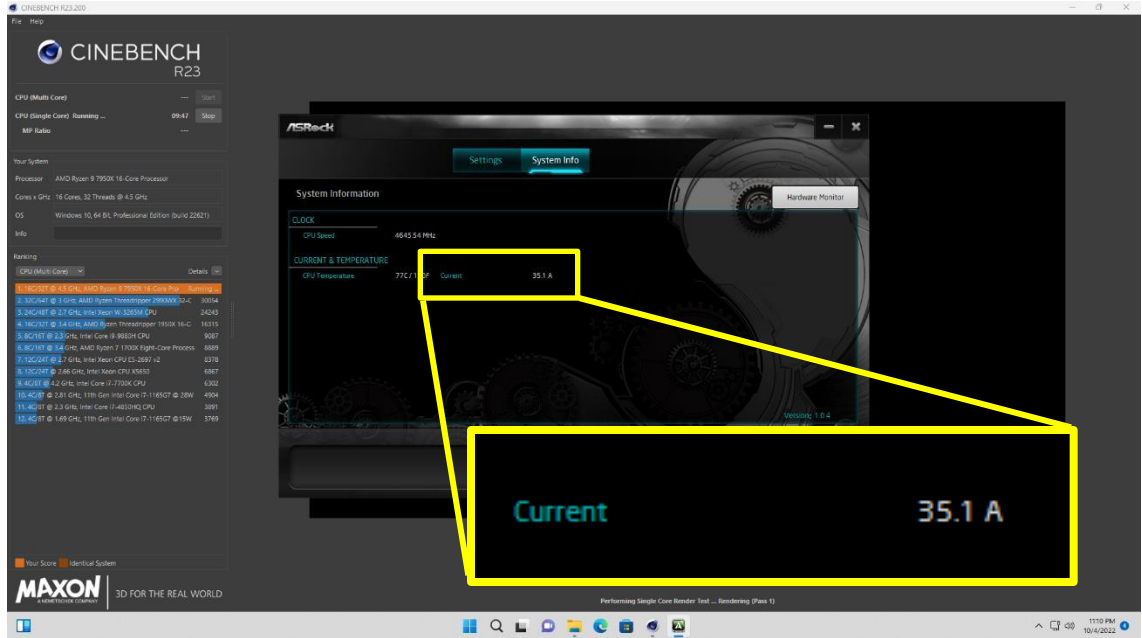 CINEBENCH R23.200
File Help
CINEBENCH
R23
CPU (Multi Core) --- Start
CPU (Single Core) Running ... 09:47 Stop
MP Ratio ---
Your System
Processor AMD Ryzen 9 7950X 16-Core Processor
Cores x GHz 16 Cores, 32 Threads @ 4.5 GHz
OS Windows 10, 64 Bit, Professional Edition (build 22621)
Info
Ranking
CPU (Multi Core) Details
1. 16C/32T @ 4.5 GHz, AMD Ryzen 9 7950X 16-Core Pror Running ...
2. 32C/64T @ 3 GHz, AMD Ryzen Threadripper 2990WX 32-C 30054
3. 24C/48T @ 2.7 GHz, Intel Xeon W-3265M CPU 24243
4. 16C/32T @ 3.4 GHz, AMD Ryzen Threadripper 1950X 16-C 16315
5. 8C/16T @ 2.3 GHz, Intel Core i9-9880H CPU 9087
6. 8C/16T @ 3.4 GHz, AMD Ryzen 7 1700X Eight-Core Process 8889
7. 12C/24T @ 2.7 GHz, Intel Xeon CPU E5-2697 v2 8378
8. 12C/24T @ 2.66 GHz, Intel Xeon CPU X5650 6867
9. 4C/8T @ 4.2 GHz, Intel Core i7-7700K CPU 6302
10. 4C/8T @ 2.81 GHz, 11th Gen Intel Core i7-1165G7 @ 28W 4904
11. 4C/8T @ 2.3 GHz, Intel Core i7-4850HQ CPU 3891
12. 4C/8T @ 1.69 GHz, 11th Gen Intel Core i7-1165G7 @15W 3769
Your Score Identical System
MAXON
A NEMETSCHEK COMPANY
3D FOR THE REAL WORLD
ASRock
Settings System Info
System Information
Hardware Monitor
CLOCK
CPU Speed 4645.54 MHz
CURRENT & TEMPERATURE
CPU Temperature 77C / Current 35.1 A
Version: 1.0.4
Current 35.1 A
Performing Single Core Render Test ... Rendering (Pass 1)
11:10 PM
10/4/2022